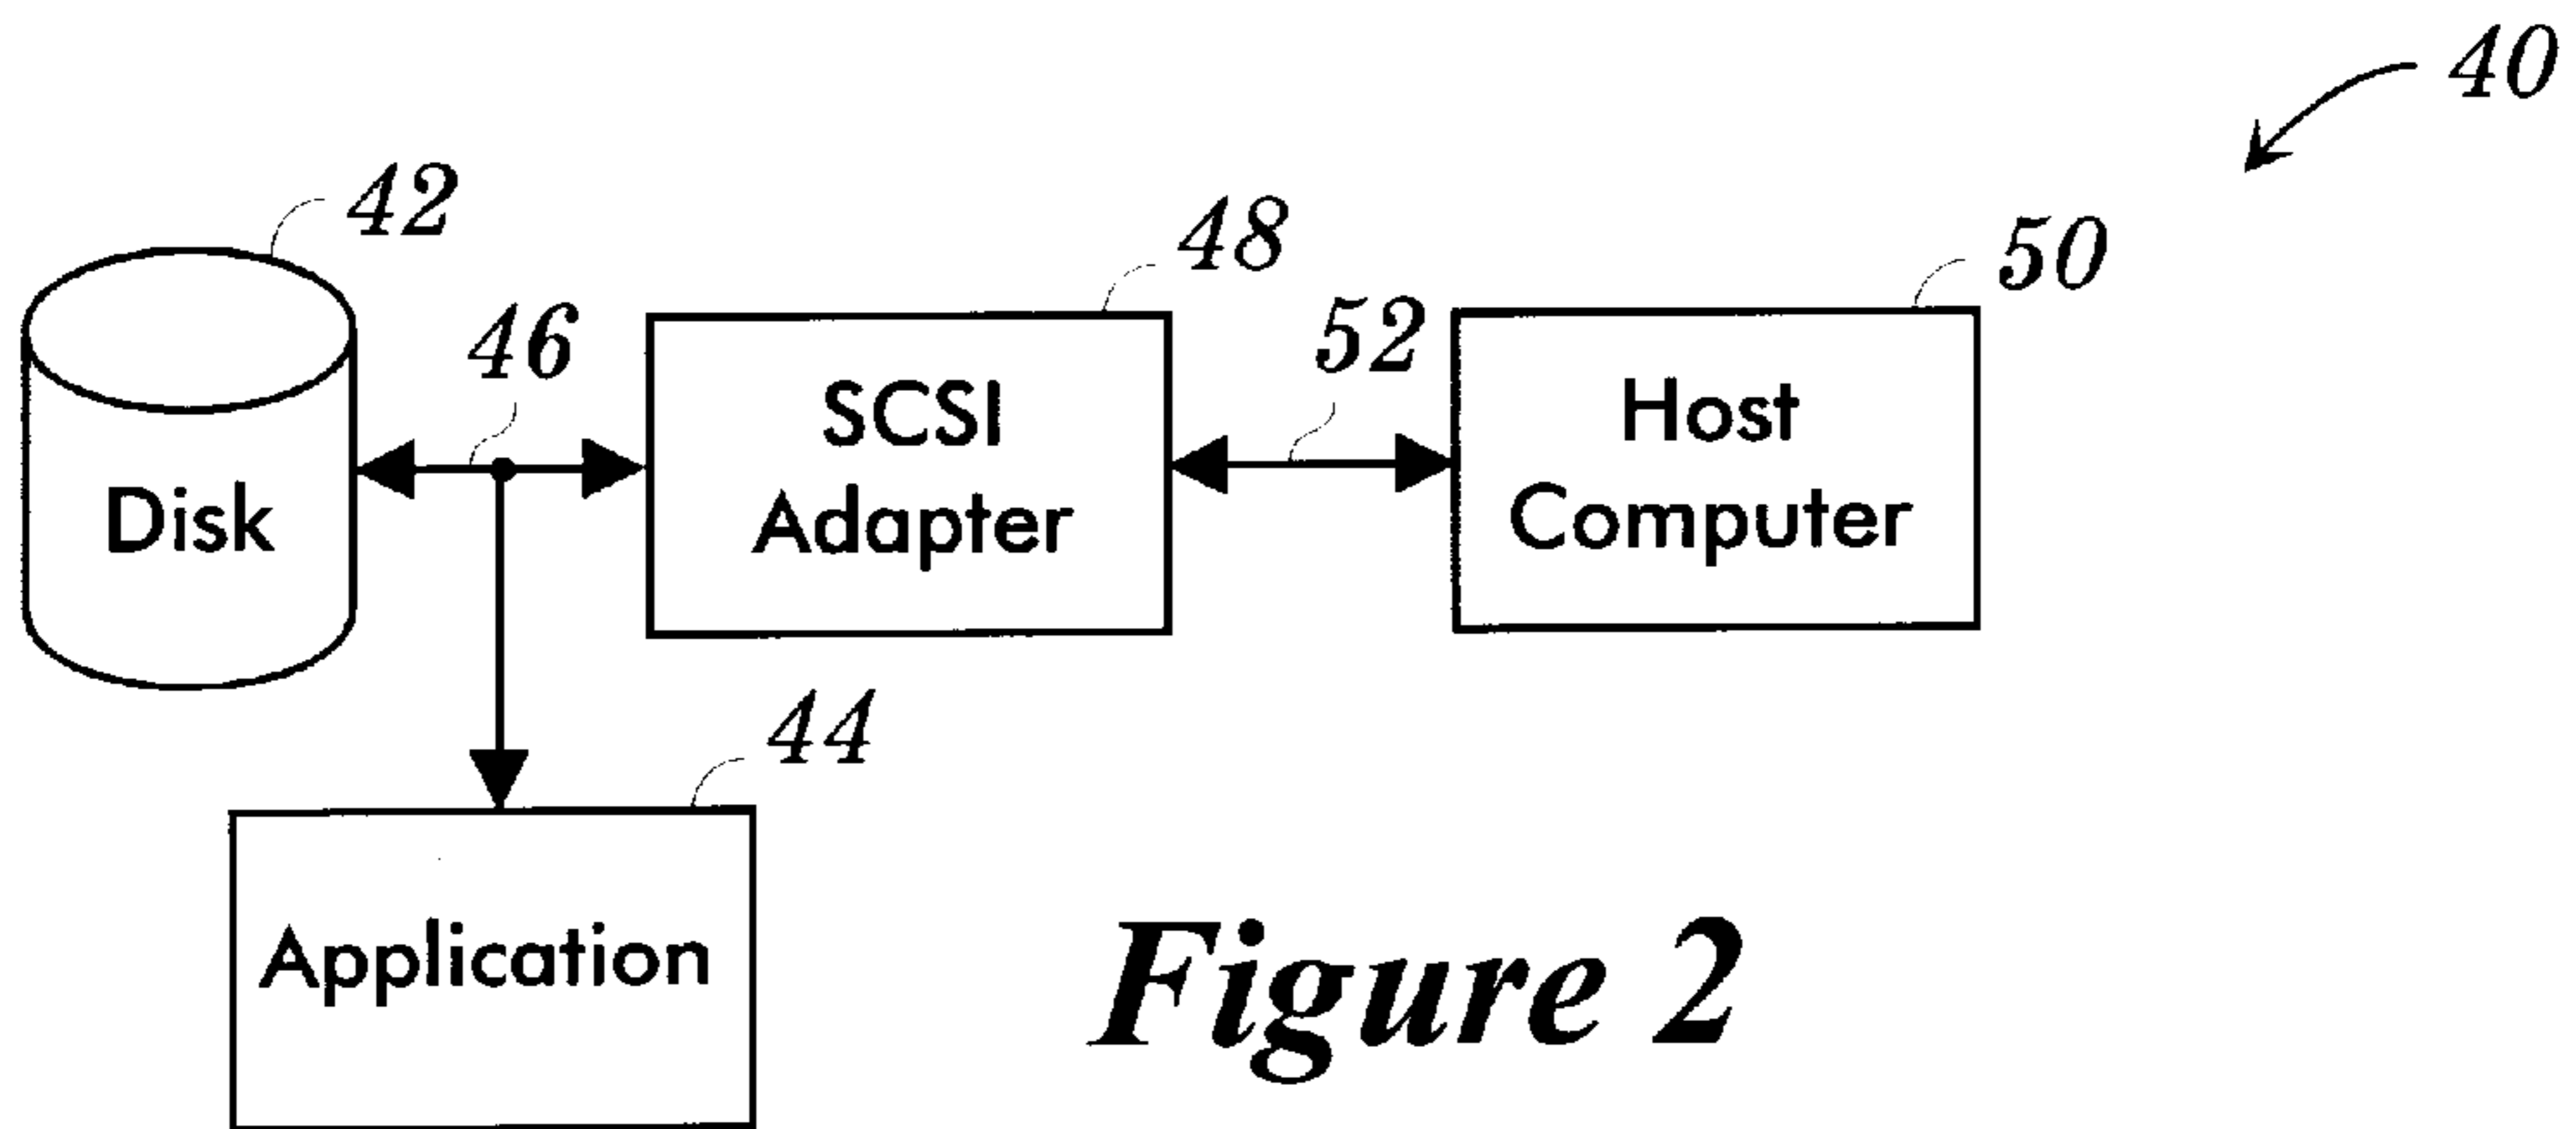 40
42
48
50
46
52
SCSI
Adapter
Host
Computer
Disk
44
Application
Figure 2